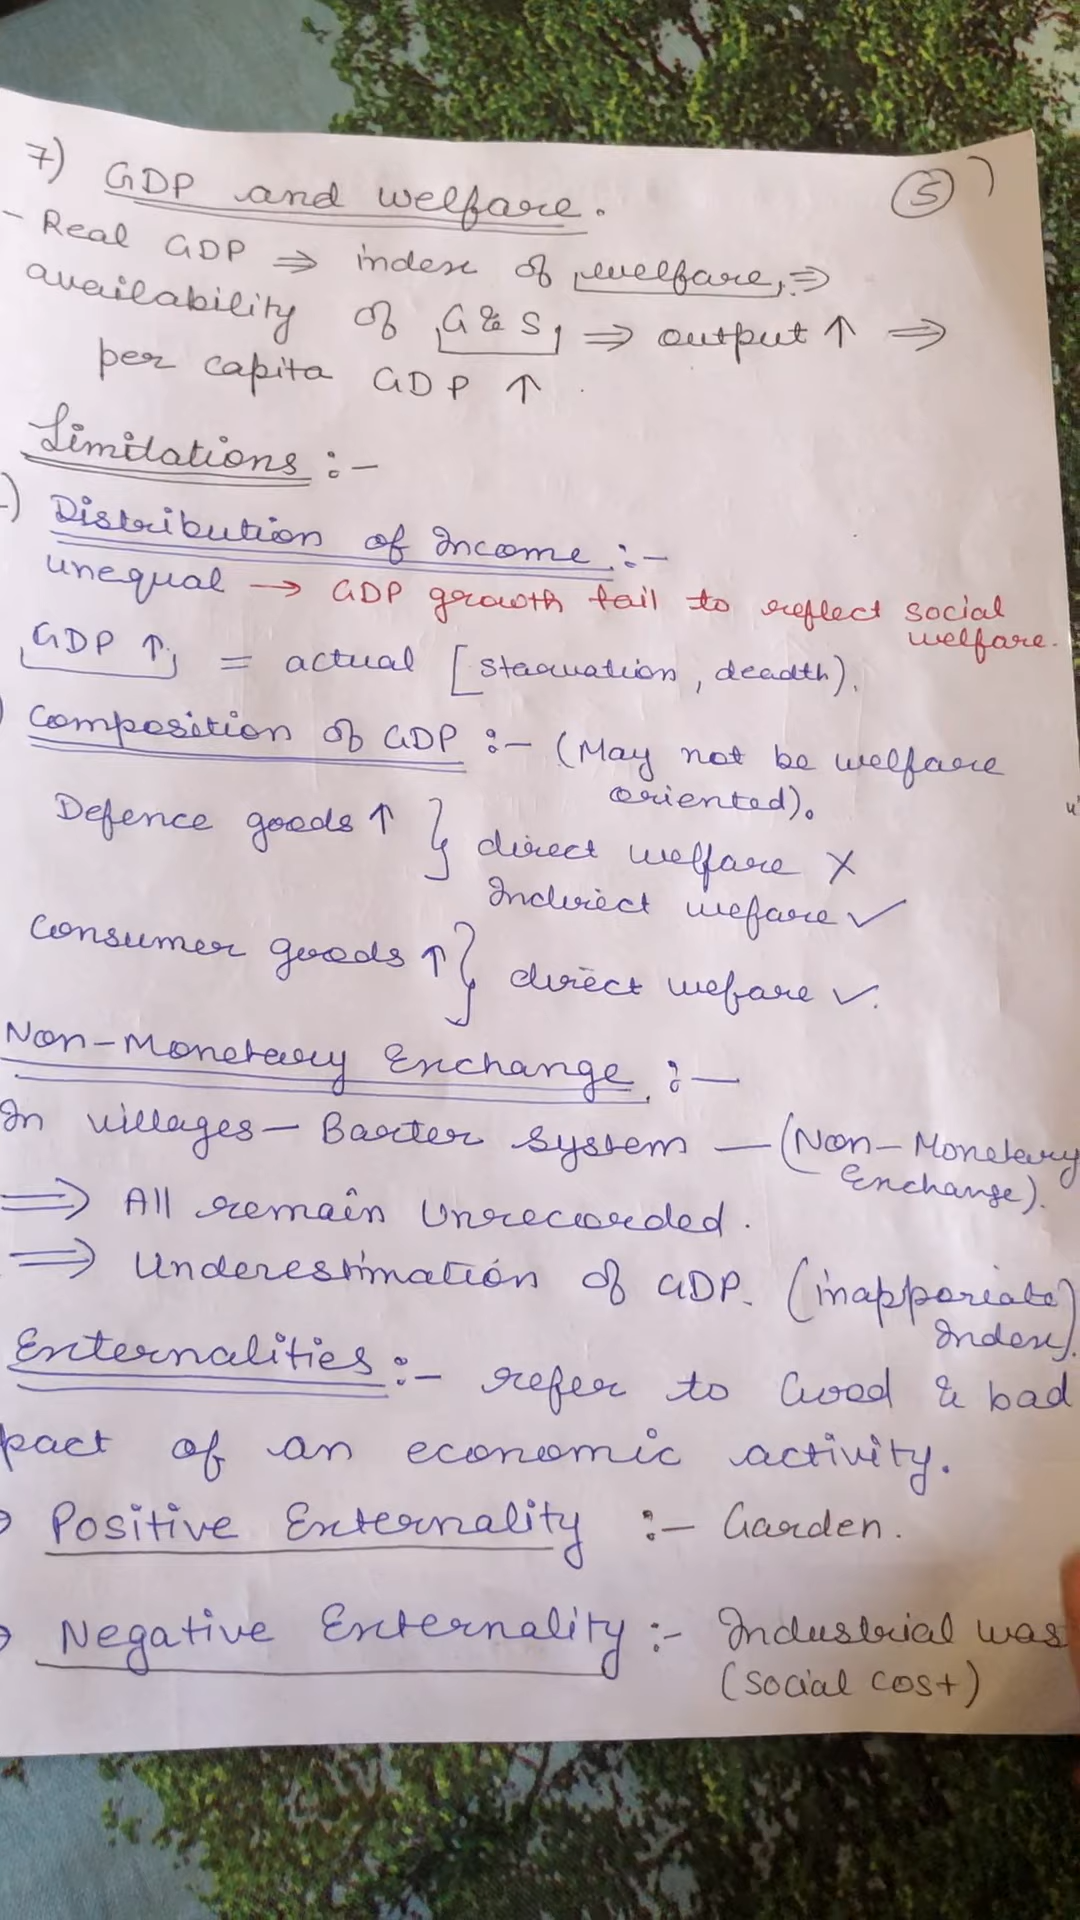 7) GDP and welfare. 5
- Real GDP ⇒ index of welfare ⇒
availability of G & S ⇒ output ↑ ⇒
per capita GDP ↑
Limitations :-
) Distribution of Income :-
unequal → GDP growth fail to reflect social
welfare.
GDP ↑ = actual [starvation, deadth).
) Composition of GDP :- (May not be welfare
oriented).
Defence goods ↑ } direct welfare X
Indirect wefare ✓
Consumer goods ↑ } direct wefare ✓.
Non-Monetary Exchange :-
In villages - Barter system - (Non-Monetary
Exchange).
⇒ All remain Unrecorded.
⇒ Underestimation of GDP. (inapporiate)
Index).
Externalities :- refer to Good & bad
pact of an economic activity.
Positive Externality :- Garden.
Negative Externality :- Industrial was
(social cost)